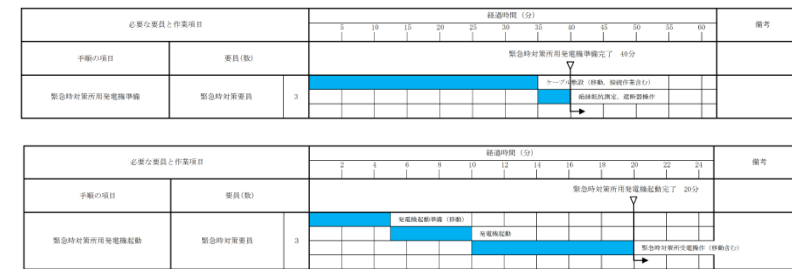 必要な要員と作業項目
経過時間（分）
備考
5 10 15 20 25 30 35 40 45 50 55 60
手順の項目 要員(数)
緊急時対策所用発電機準備完了 40分
緊急時対策所用発電機準備 緊急時対策要員 3
ケーブル敷設（移動、接続作業含む）
絶縁抵抗測定、遮断器操作
必要な要員と作業項目
経過時間（分）
備考
2 4 6 8 10 12 14 16 18 20 22 24
手順の項目 要員(数)
緊急時対策所用発電機起動完了 20分
緊急時対策所用発電機起動 緊急時対策要員 3
発電機起動準備（移動）
発電機起動
緊急時対策所受電操作（移動含む）